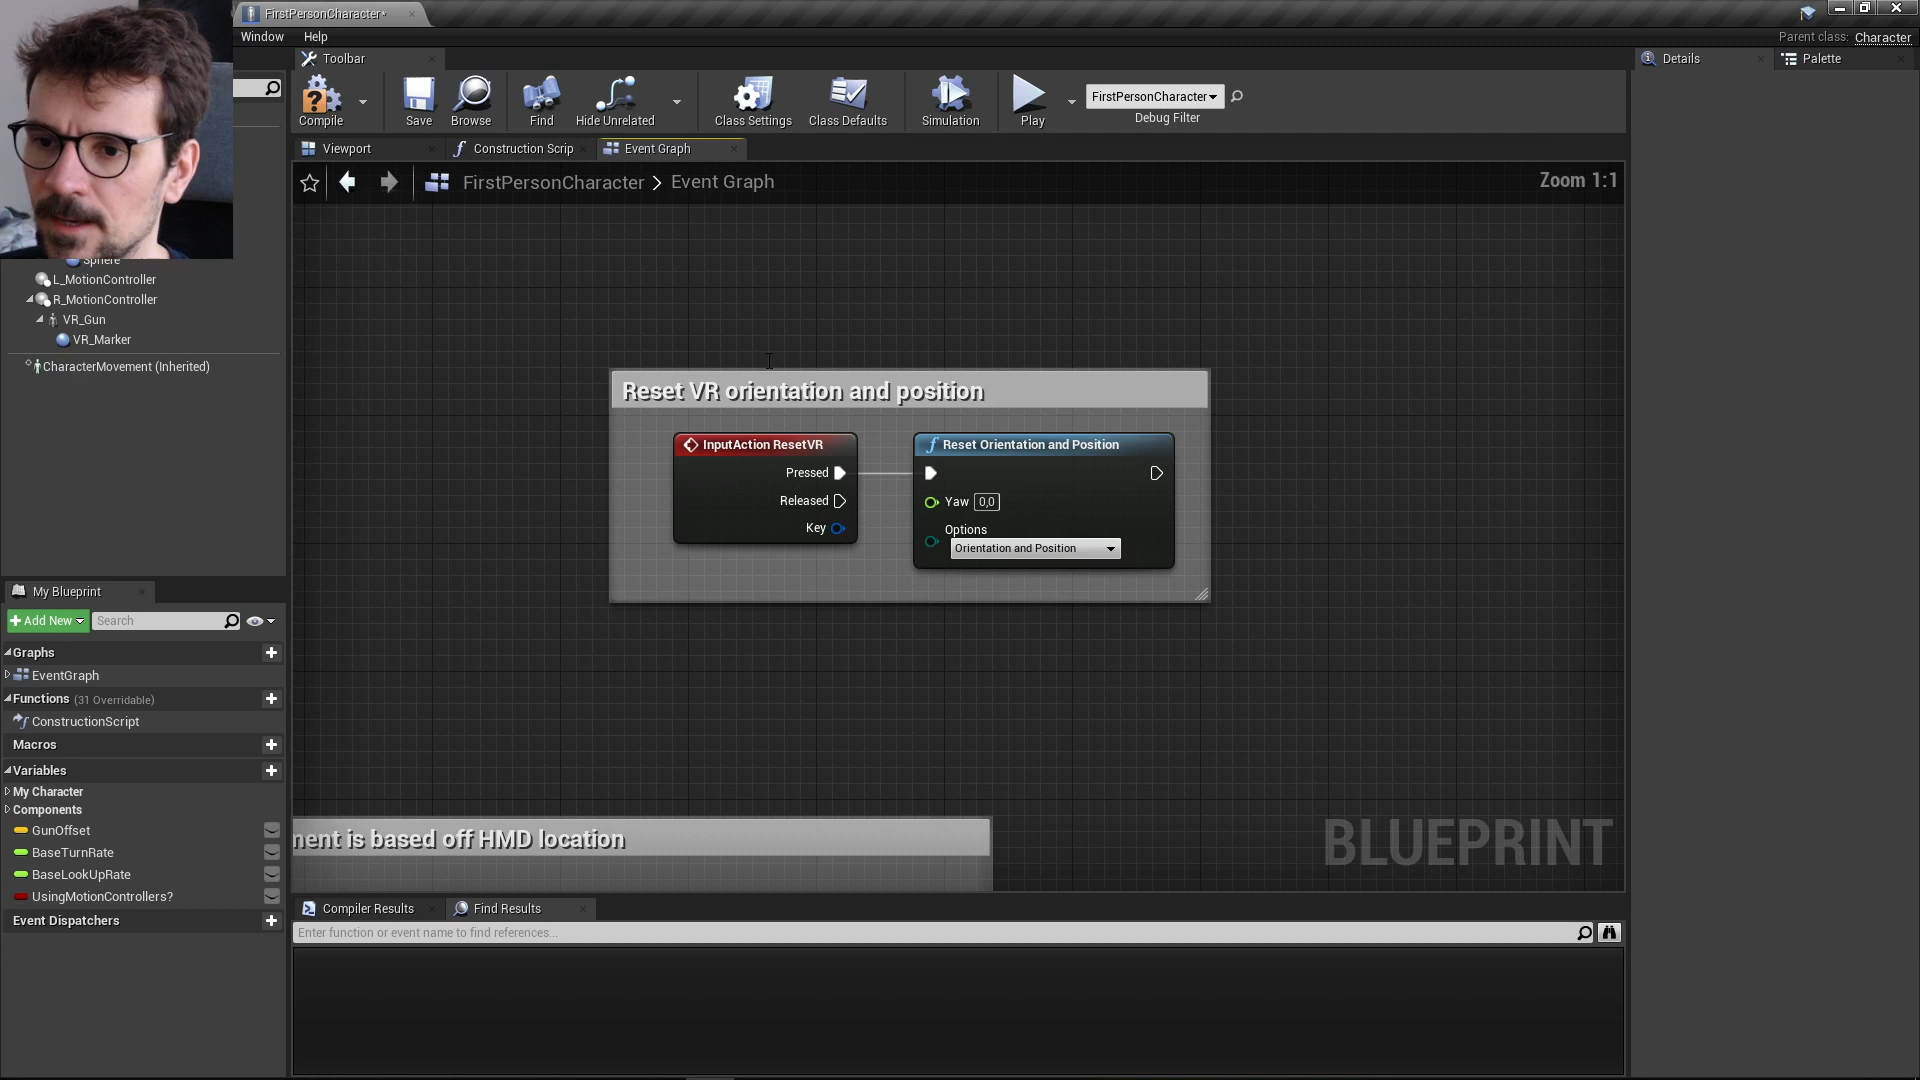 FirstPersonCharacter*
Window Help
Parent class: Character
Toolbar
Details
Palette
Compile
Save
Browse
Find
Hide Unrelated
Class Settings
Class Defaults
Simulation
Play
FirstPersonCharacter
Debug Filter
Viewport
Construction Scrip
Event Graph
FirstPersonCharacter > Event Graph
Zoom 1:1
Sphere
L_MotionController
R_MotionController
VR_Gun
VR_Marker
CharacterMovement (Inherited)
Reset VR orientation and position
InputAction ResetVR
Pressed
Released
Key
Reset Orientation and Position
Yaw 0,0
Options
Orientation and Position
My Blueprint
Add New
Search
Graphs
EventGraph
Functions (31 Overridable)
ConstructionScript
Macros
Variables
My Character
Components
GunOffset
BaseTurnRate
BaseLookUpRate
UsingMotionControllers?
Event Dispatchers
nent is based off HMD location
BLUEPRINT
Compiler Results
Find Results
Enter function or event name to find references...